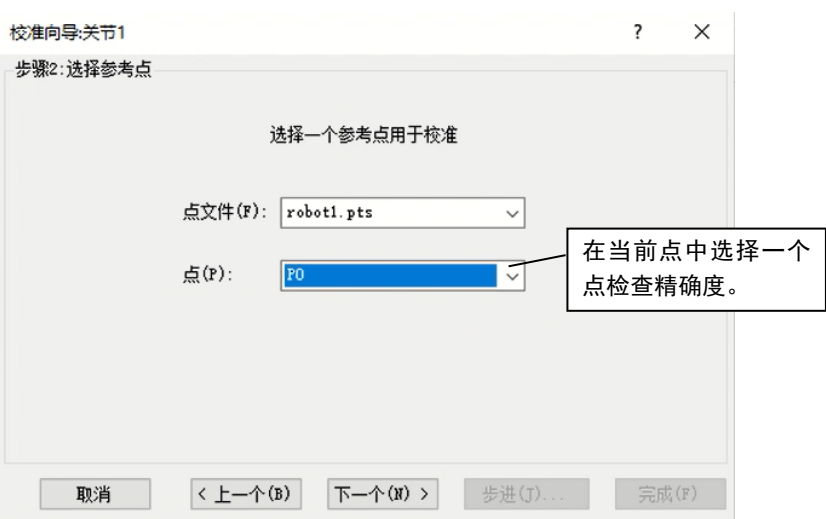 校准向导:关节1
?
步骤2:选择参考点
选择一个参考点用于校准
点文件(F):
robot1.pts
点(P):
P0
在当前点中选择一个
点检查精确度。
取消
< 上一个(B)
下一个(N) >
步进(J)...
完成(F)